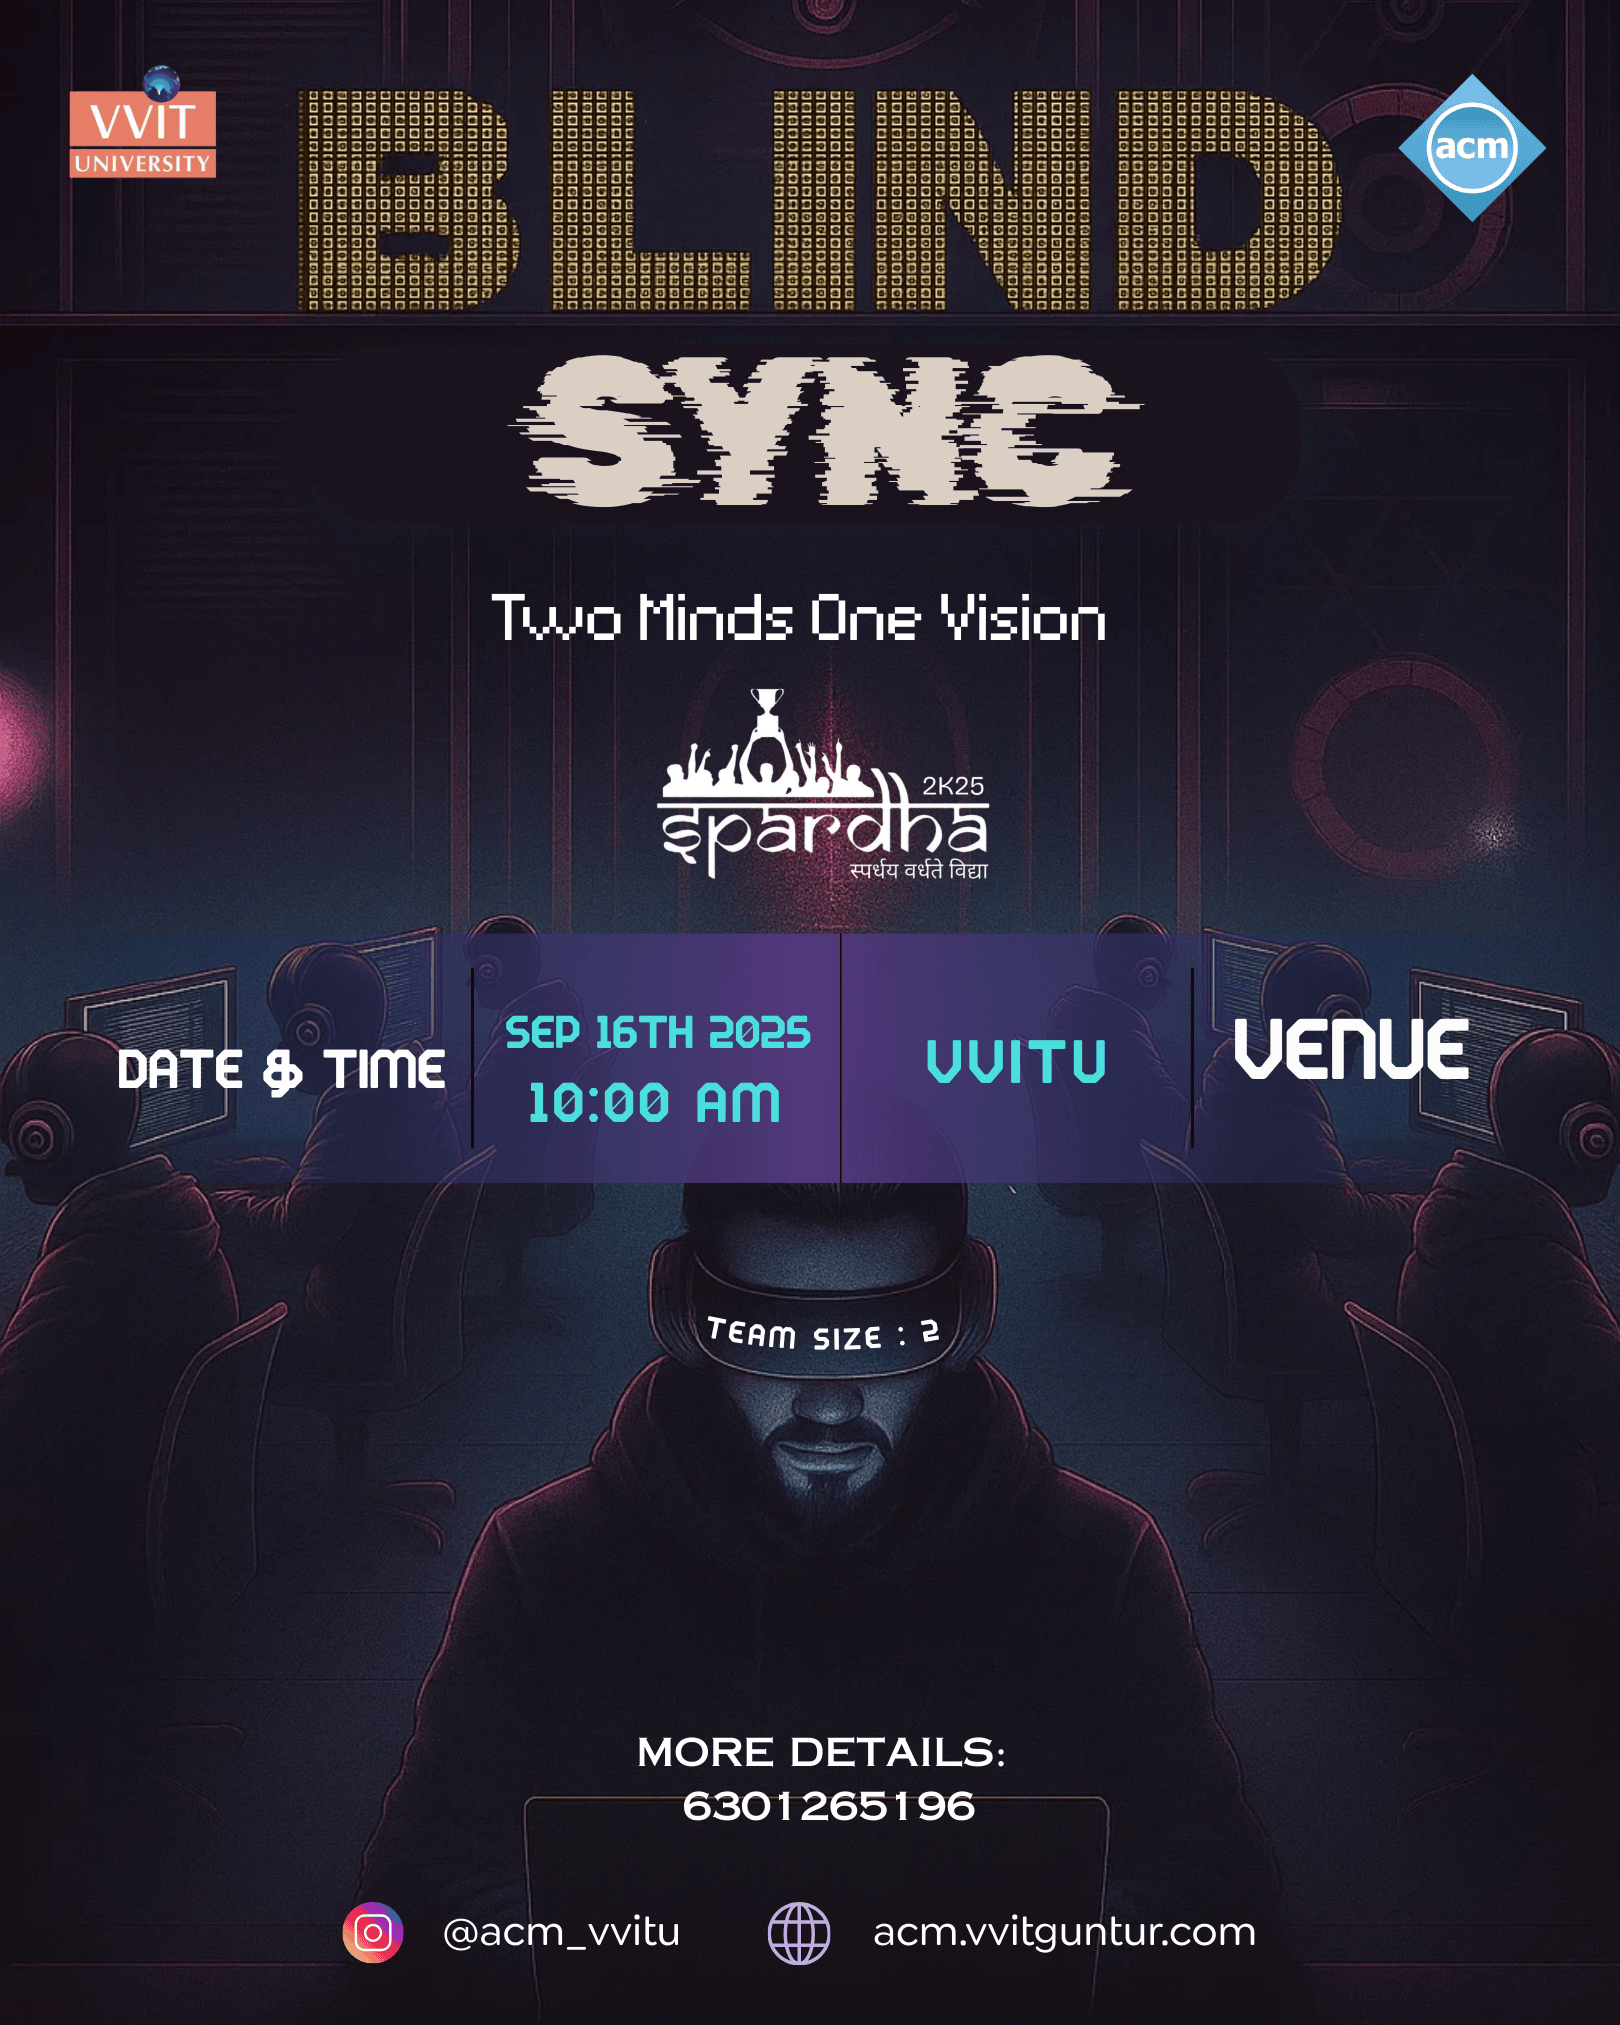 VVIT
UNIVERSITY
BLIND
acm
SYNC
Two Minds One Vision
2K25
spardha
स्पर्धय वर्धते विद्या
DATE & TIME
SEP 16TH 2025
10:00 AM
VVITU
VENUE
TEAM SIZE : 2
MORE DETAILS:
6301265196
@acm_vvitu
acm.vvitguntur.com